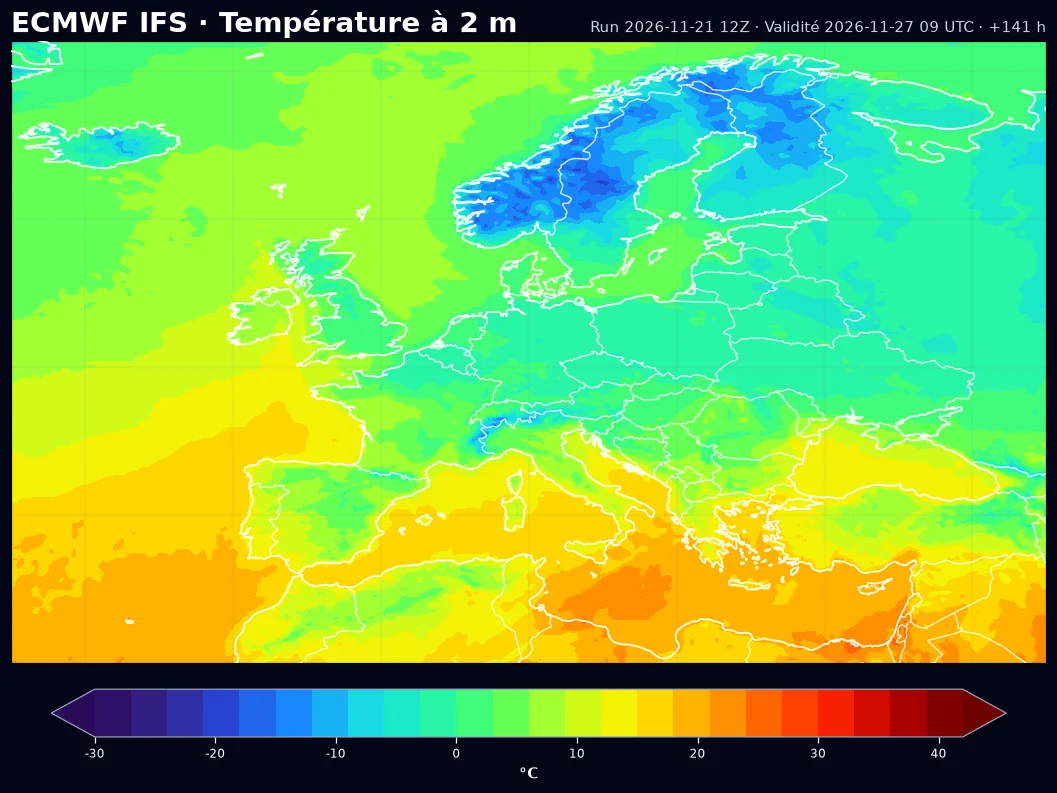 ECMWF IFS · Température à 2 m
Run 2026-11-21 12Z · Validité 2026-11-27 09 UTC · +141 h
-30 -20 -10 0 10 20 30 40
°C